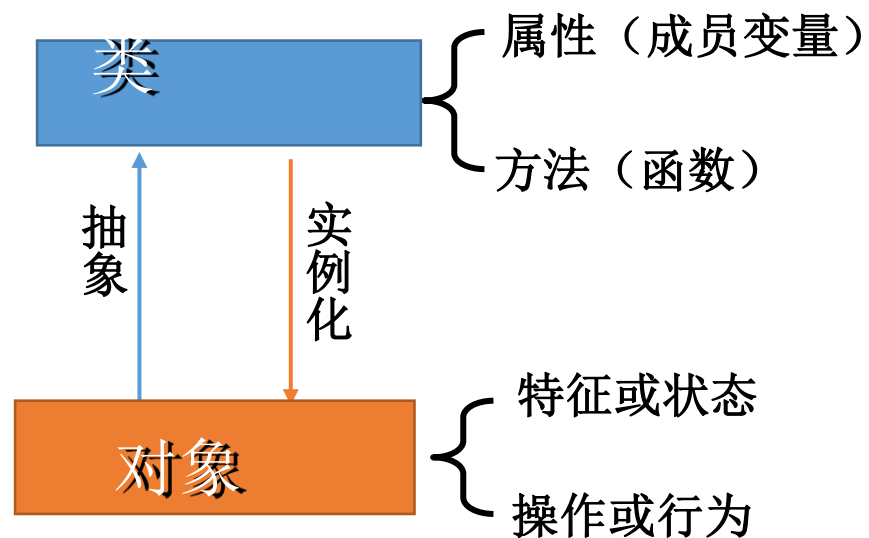 类
属性（成员变量）
方法（函数）
抽象
实例化
对象
特征或状态
操作或行为